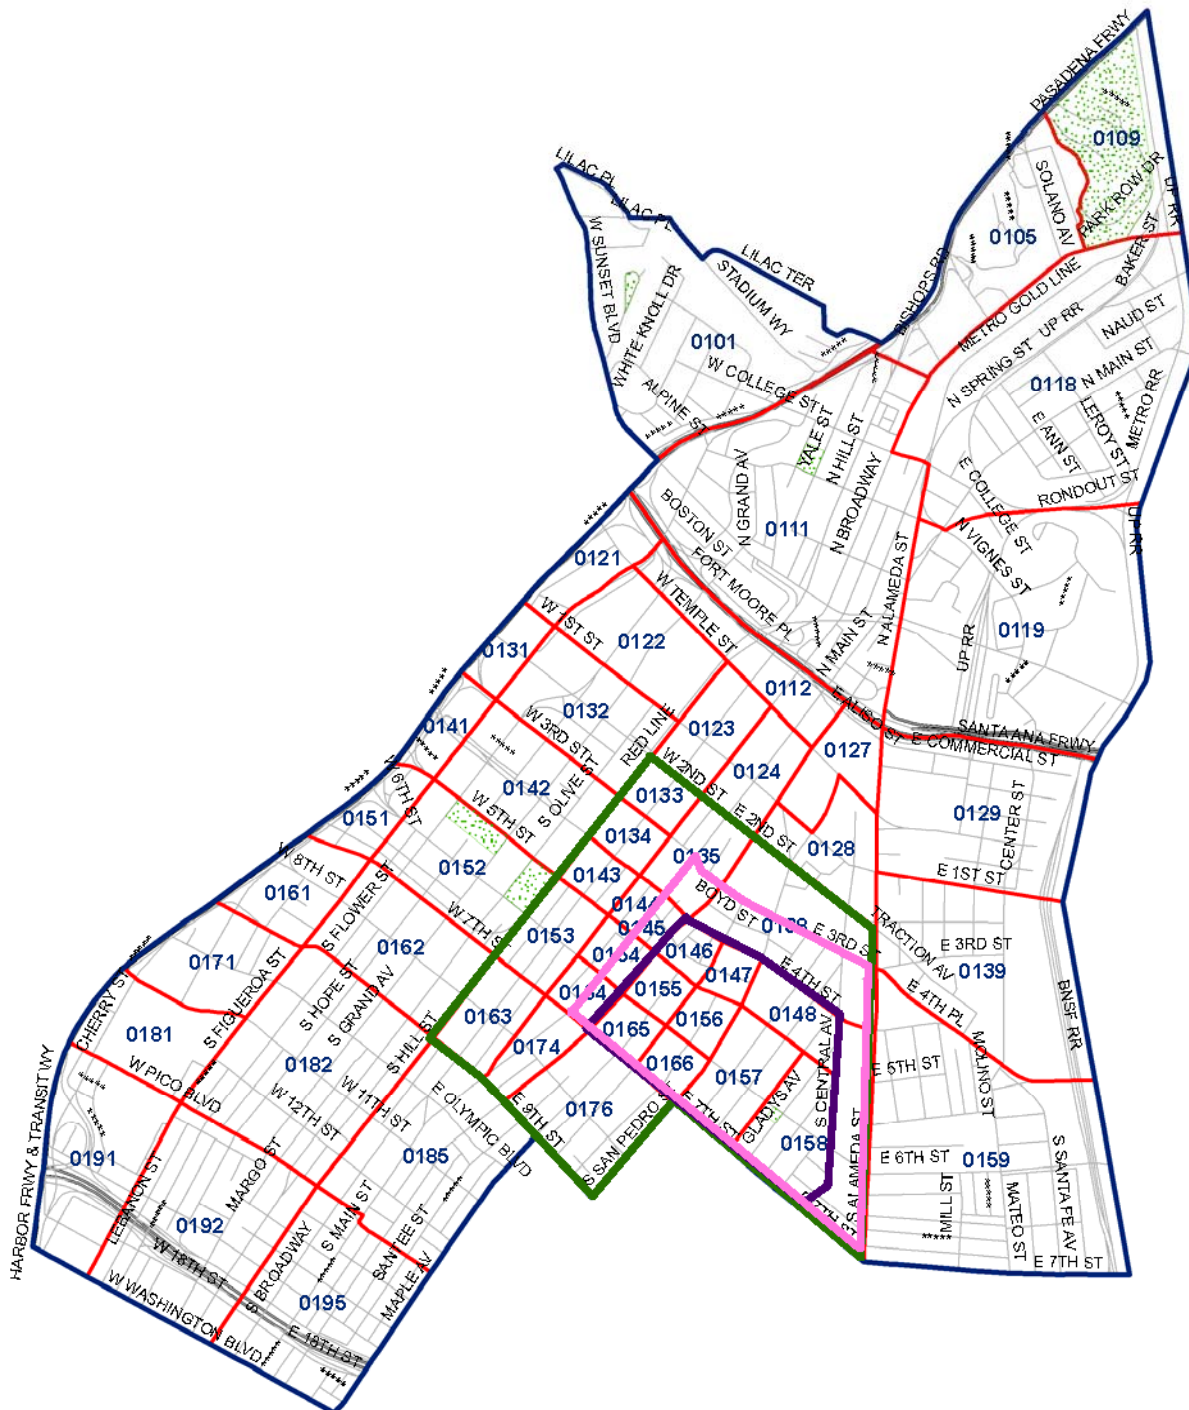 PASADENA FRWY
0109
LILAC PL
SOLANO AV
PARK ROW DR
UP RR
LILAC PL
0105
BAKER ST
W SUNSET BLVD
LILAC TER
BISHOPS RD
METRO GOLD LINE
STADIUM WY
WHITE KNOLL DR
UP RR
NAUD ST
0101
N SPRING ST
N MAIN ST
W COLLEGE ST
0118
ALPINE ST
YALE ST
N HILL ST
LEROY ST
METRO RR
E ANN ST
N GRAND AV
N BROADWAY
E COLLEGE ST
RONDOUT ST
BOSTON ST
0111
N VIGNES ST
UP RR
0121
FORT MOORE PL
N ALAMEDA ST
W TEMPLE ST
W 1ST ST
0122
N MAIN ST
0119
0131
UP RR
0112
0132
RED LINE
0123
E ALISO ST
SANTA ANA FRWY
0141
W 3RD ST
0127
E COMMERCIAL ST
W 2ND ST
0124
W 6TH ST
0142
S OLIVE ST
0133
E 2ND ST
CENTER ST
0151
W 5TH ST
0134
0129
0128
W 8TH ST
0152
0143
0135
E 1ST ST
0161
S FLOWER ST
0144
BOYD ST
TRACTION AV
W 7TH ST
0153
0145
0138
E 3RD ST
E 3RD ST
0171
0162
0154
0146
0139
CHERRY ST
S FIGUEROA ST
S HOPE ST
S GRAND AV
0164
0155
0147
E 4TH ST
E 4TH PL
BNSF RR
0181
0163
0165
0156
0148
S CENTRAL AV
S HILL ST
0174
0166
MOLINO ST
0182
W PICO BLVD
W 11TH ST
W 12TH ST
E OLYMPIC BLVD
E 9TH ST
0176
S SAN PEDRO ST
E 7TH ST
0157
GLADYS AV
E 5TH ST
S ALAMEDA ST
0158
E 6TH ST
0159
0191
0185
HARBOR FRWY & TRANSIT WY
LEBANON ST
MARGO ST
S MAIN ST
SANTEE ST
MILL ST
MATEO ST
S SANTA FE AV
0192
W 18TH ST
S BROADWAY
MAPLE AV
E 7TH ST
W WASHINGTON BLVD
0195
E 18TH ST